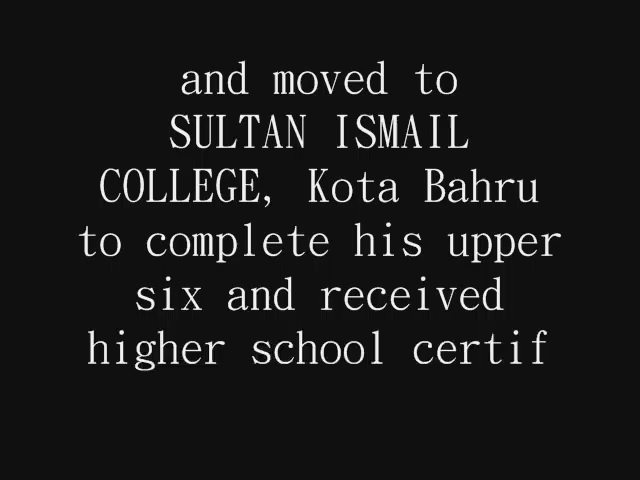 and moved to
SULTAN ISMAIL
COLLEGE, Kota Bahru
to complete his upper
six and received
higher school certif